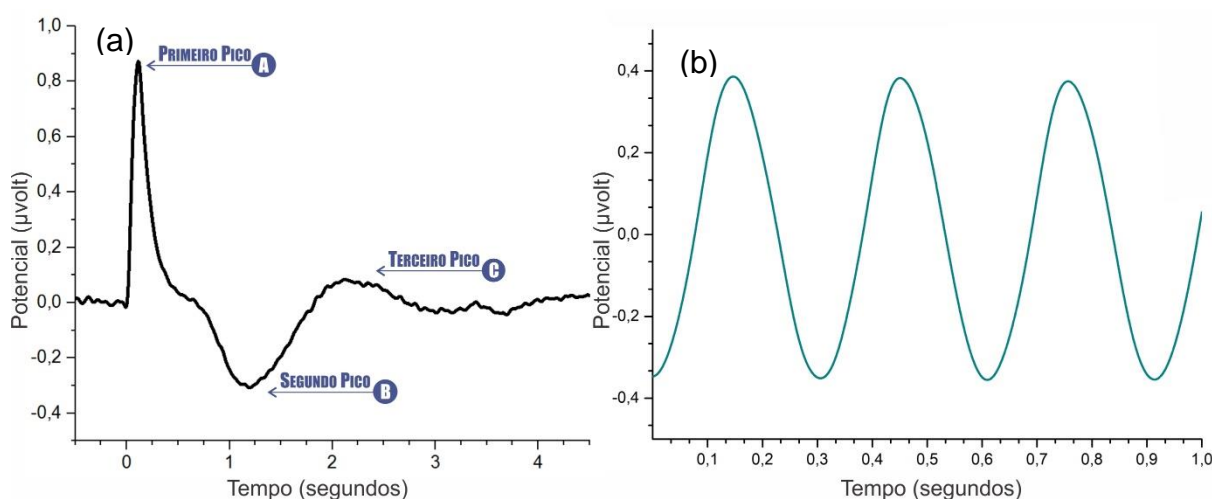 (a)
1,0
0,8
0,6
0,4
0,2
0,0
-0,2
-0,4
Potencial (µvolt)
PRIMEIRO PICO A
TERCEIRO PICO C
SEGUNDO PICO B
0 1 2 3 4
Tempo (segundos)
(b)
0,4
0,2
0,0
-0,2
-0,4
Potencial (µvolt)
0,1 0,2 0,3 0,4 0,5 0,6 0,7 0,8 0,9 1,0
Tempo (segundos)